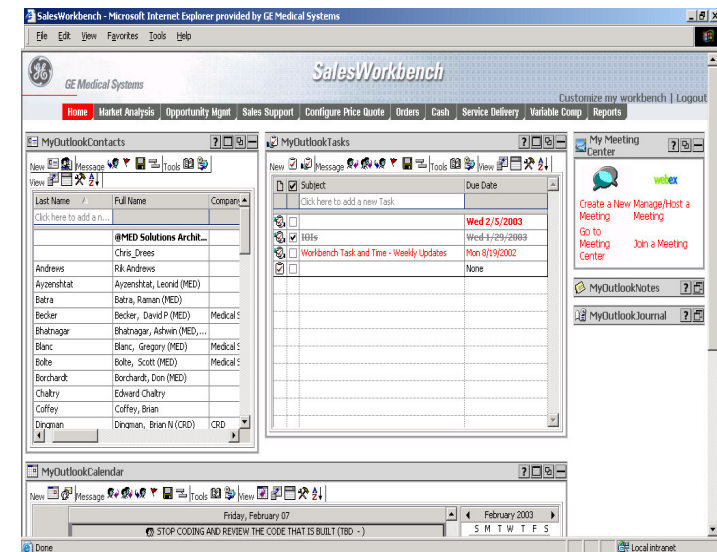 SalesWorkbench - Microsoft Internet Explorer provided by GE Medical Systems
File Edit View Favorites Tools Help
GE Medical Systems
SalesWorkbench
Customize my workbench | Logout
Home Market Analysis Opportunity Mgmt Sales Support Configure Price Quote Orders Cash Service Delivery Variable Comp Reports
MyOutlookContacts
New Message Tools
View
Last Name Full Name Company
Click here to add a n...
@MED Solutions Archit...
Chris_Drees
Andrews Rik Andrews
Ayzenshtat Ayzenshtat, Leonid (MED)
Batra Batra, Raman (MED)
Becker Becker, David P (MED) Medical S
Bhatnagar Bhatnagar, Ashwin (MED,...
Blanc Blanc, Gregory (MED) Medical S
Bolte Bolte, Scott (MED) Medical S
Borchardt Borchardt, Don (MED)
Chaltry Edward Chaltry
Coffey Coffey, Brian
Dingman Dingman, Brian N (CRD) CRD
MyOutlookTasks
New Message Tools View
Subject Due Date
Click here to add a new Task
Wed 2/5/2003
IOIs Wed 1/29/2003
Workbench Task and Time - Weekly Updates Mon 8/19/2002
None
My Meeting
Center
webex
Create a New Meeting
Manage/Host a Meeting
Go to Meeting Center
Join a Meeting
MyOutlookNotes
MyOutlookJournal
MyOutlookCalendar
New Message Tools View
Friday, February 07
STOP CODING AND REVIEW THE CODE THAT IS BUILT (TBD - )
February 2003
S M T W T F S
Done
Local intranet